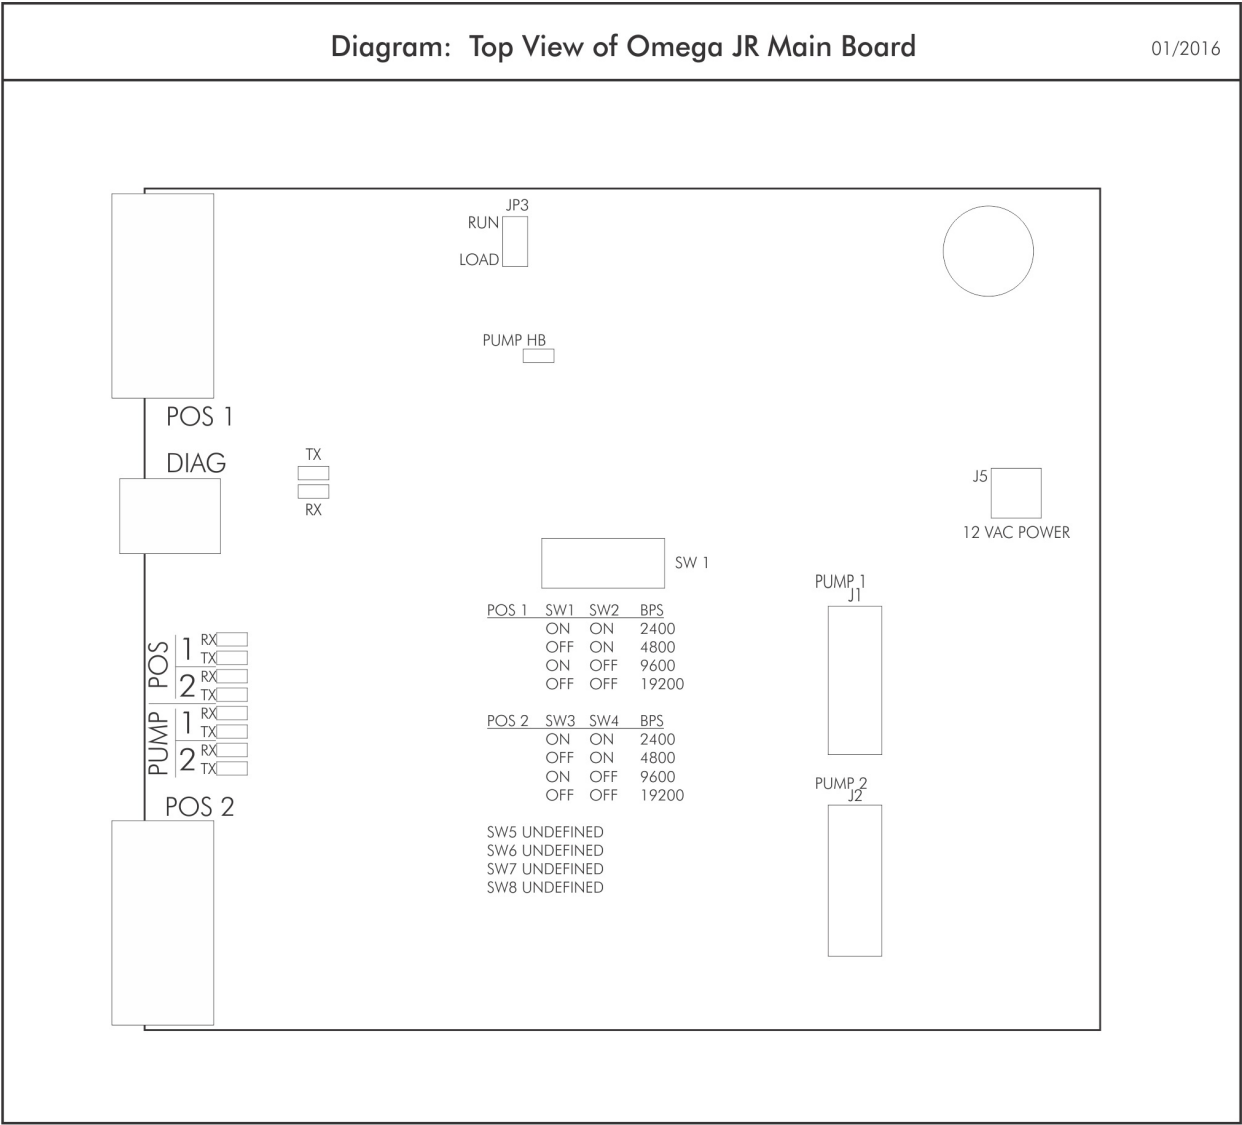 Diagram: Top View of Omega JR Main Board
01/2016
JP3
RUN
LOAD
PUMP HB
POS 1
DIAG
TX
RX
J5
12 VAC POWER
SW 1
PUMP 1
J1
POS 1 SW1 SW2 BPS
ON ON 2400
OFF ON 4800
ON OFF 9600
OFF OFF 19200
POS
1 RX
TX
2 RX
TX
PUMP
1 RX
TX
2 RX
TX
POS 2 SW3 SW4 BPS
ON ON 2400
OFF ON 4800
ON OFF 9600
OFF OFF 19200
PUMP 2
J2
POS 2
SW5 UNDEFINED
SW6 UNDEFINED
SW7 UNDEFINED
SW8 UNDEFINED